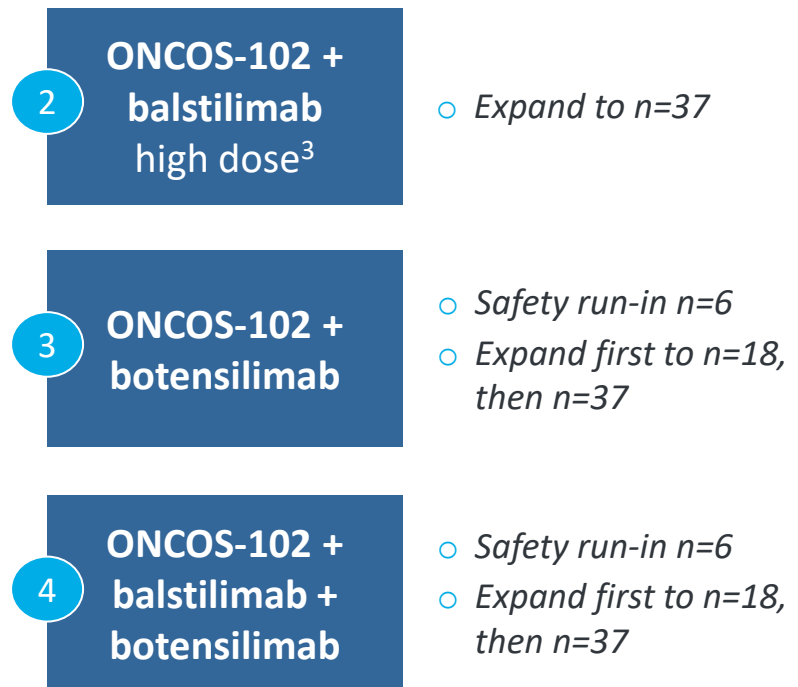 2
ONCOS-102 +
balstilimab
high dose³
Expand to n=37
3
ONCOS-102 +
botensilimab
Safety run-in n=6
Expand first to n=18,
then n=37
4
ONCOS-102 +
balstilimab +
botensilimab
Safety run-in n=6
Expand first to n=18,
then n=37